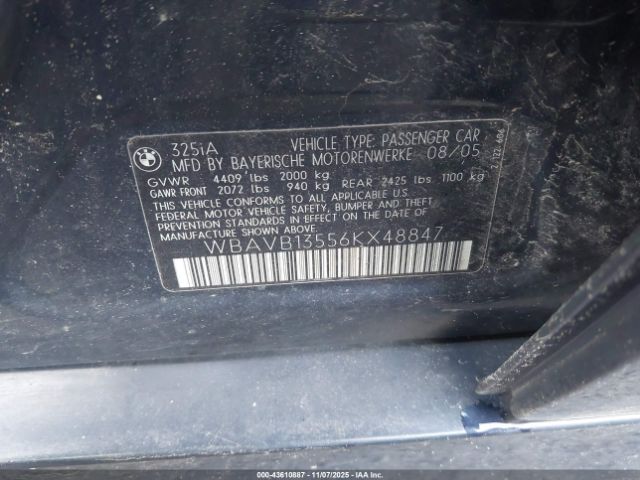 325iA VEHICLE TYPE: PASSENGER CAR
MFD BY BAYERISCHE MOTORENWERKE 08/05
GVWR 4409 lbs 2000 kg
GAWR FRONT 2072 lbs 940 kg REAR 2425 lbs 1100 kg
THIS VEHICLE CONFORMS TO ALL APPLICABLE
FEDERAL MOTOR VEHICLE SAFETY, BUMPER AND THEFT
PREVENTION STANDARDS IN EFFECT ON THE DATE OF
MANUFACTURE SHOWN ABOVE.
WBAVB13556KX48847
00-43610887 - 11/07/2025 - Copyright © IAA, LLC